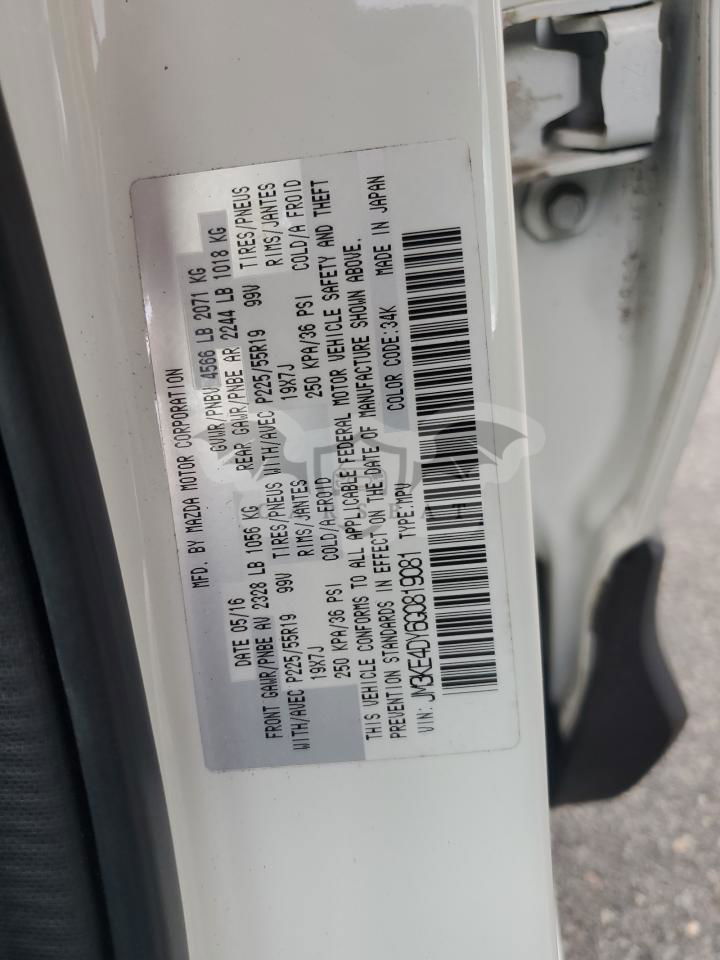 MFD. BY MAZDA MOTOR CORPORATION
DATE 05/16 GVWR/PNBV 4566 LB 2071 KG
FRONT GAWR/PNBE AV 2328 LB 1056 KG REAR GAWR/PNBE AR 2244 LB 1018 KG
WITH/AVEC P225/55R19 99V TIRES/PNEUS WITH/AVEC P225/55R19 99V TIRES/PNEUS
19X7J RIMS/JANTES 19X7J RIMS/JANTES
250 KPA/36 PSI COLD/A FROID 250 KPA/36 PSI COLD/A FROID
THIS VEHICLE CONFORMS TO ALL APPLICABLE FEDERAL MOTOR VEHICLE SAFETY AND THEFT
PREVENTION STANDARDS IN EFFECT ON THE DATE OF MANUFACTURE SHOWN ABOVE.
VIN: JM3KE4DY6G0819081 TYPE:MPV COLOR CODE:34K MADE IN JAPAN